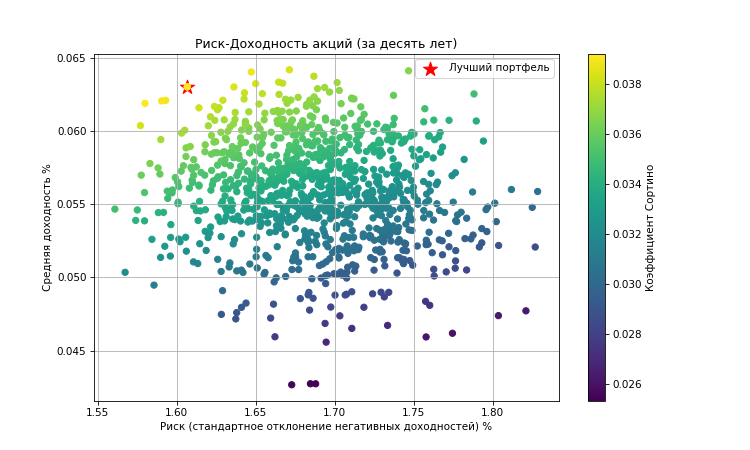 Риск-Доходность акций (за десять лет)
Лучший портфель
0.065
0.060
0.055
0.050
0.045
Средняя доходность %
1.55 1.60 1.65 1.70 1.75 1.80
Риск (стандартное отклонение негативных доходностей) %
0.038
0.036
0.034
0.032
0.030
0.028
0.026
Коэффициент Сортино